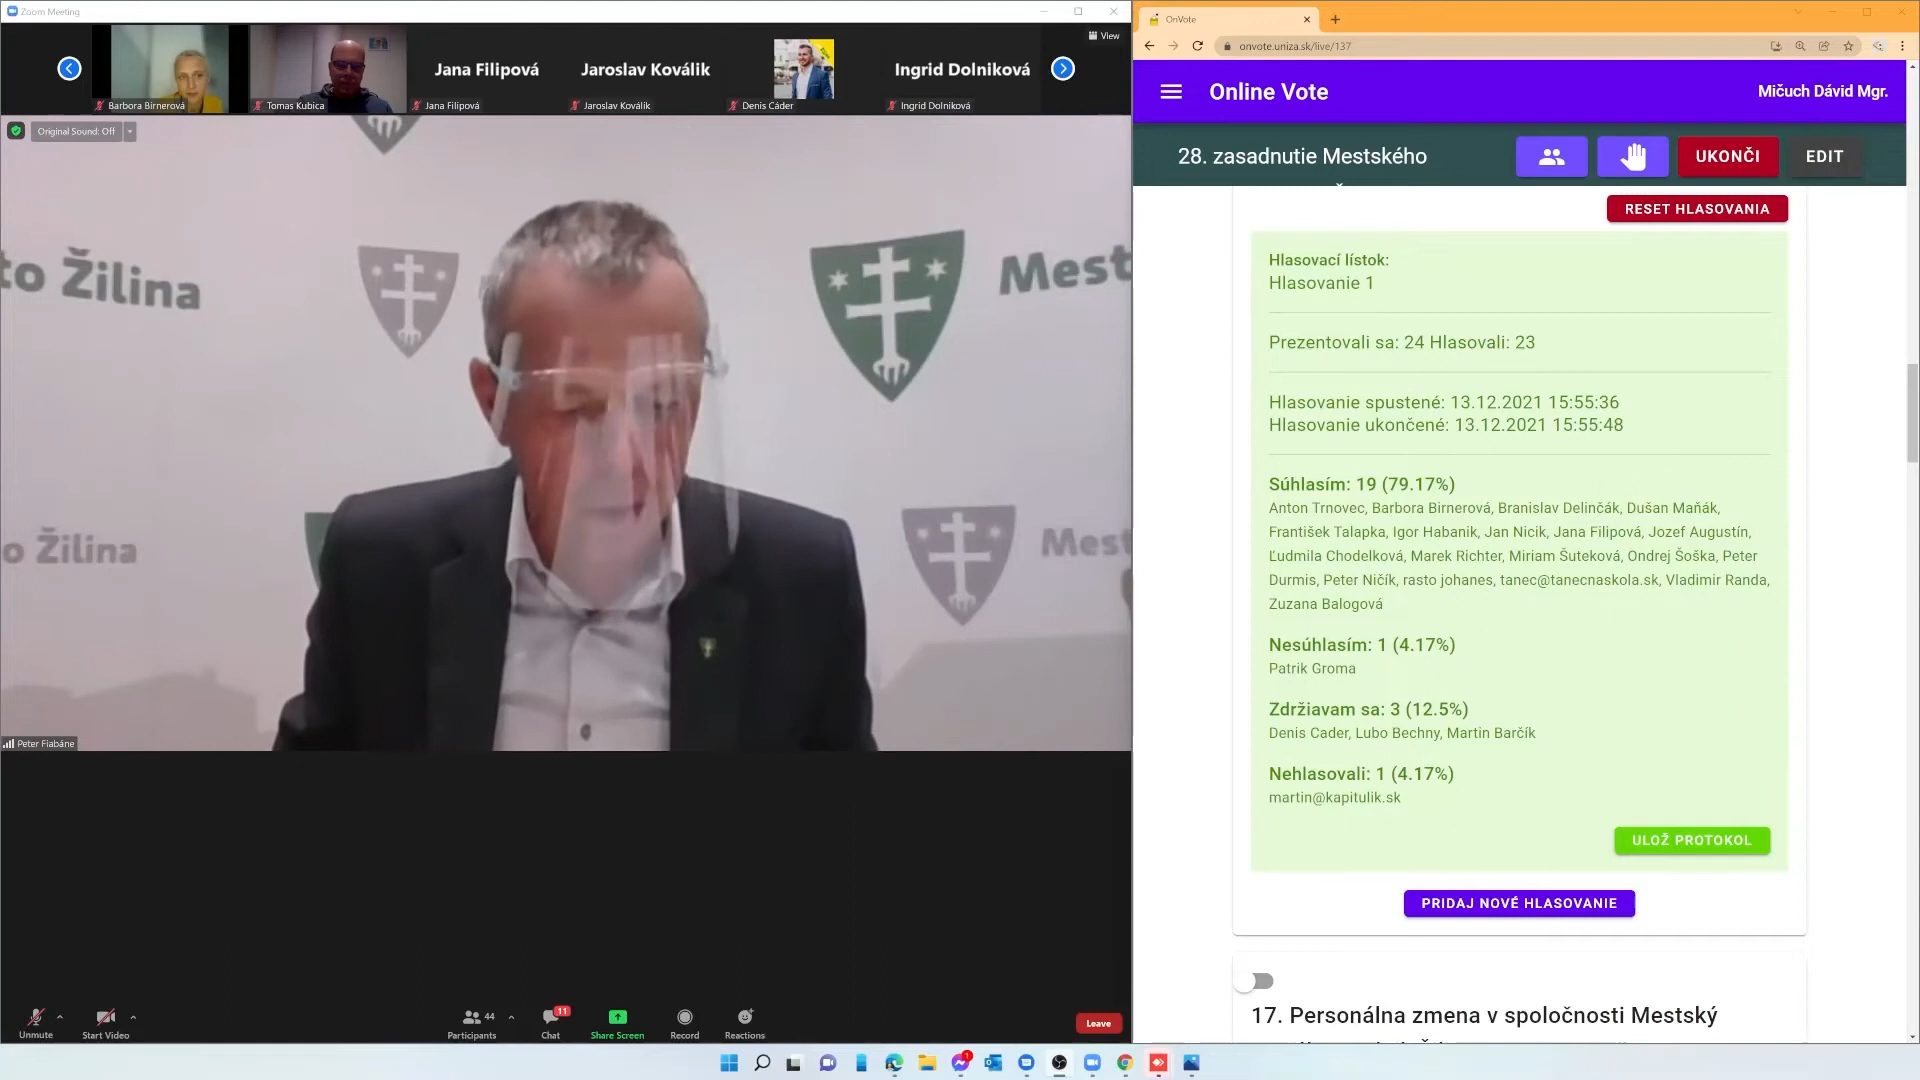 Zoom Meeting
View
Jana Filipová
Jaroslav Koválik
Ingrid Dolniková
Barbora Birnerová
Tomas Kubica
Jana Filipová
Jaroslav Koválik
Denis Cáder
Ingrid Dolniková
Original Sound: Off
to Žilina
Mest
o Žilina
Mest
Peter Fiabáne
Unmute
Start Video
44
Participants
11
Chat
Share Screen
Record
Reactions
Leave
OnVote
onvote.uniza.sk/live/137
Online Vote
Mičuch Dávid Mgr.
28. zasadnutie Mestského
UKONČI
EDIT
RESET HLASOVANIA
Hlasovací lístok:
Hlasovanie 1
Prezentovali sa: 24 Hlasovali: 23
Hlasovanie spustené: 13.12.2021 15:55:36
Hlasovanie ukončené: 13.12.2021 15:55:48
Súhlasím: 19 (79.17%)
Anton Trnovec, Barbora Birnerová, Branislav Delinčák, Dušan Maňák,
František Talapka, Igor Habanik, Jan Nicik, Jana Filipová, Jozef Augustín,
Ľudmila Chodelková, Marek Richter, Miriam Šuteková, Ondrej Šoška, Peter
Durmis, Peter Ničík, rasto johanes, tanec@tanecnaskola.sk, Vladimir Randa,
Zuzana Balogová
Nesúhlasím: 1 (4.17%)
Patrik Groma
Zdržiavam sa: 3 (12.5%)
Denis Cader, Lubo Bechny, Martin Barčík
Nehlasovali: 1 (4.17%)
martin@kapitulik.sk
ULOŽ PROTOKOL
PRIDAJ NOVÉ HLASOVANIE
17. Personálna zmena v spoločnosti Mestský